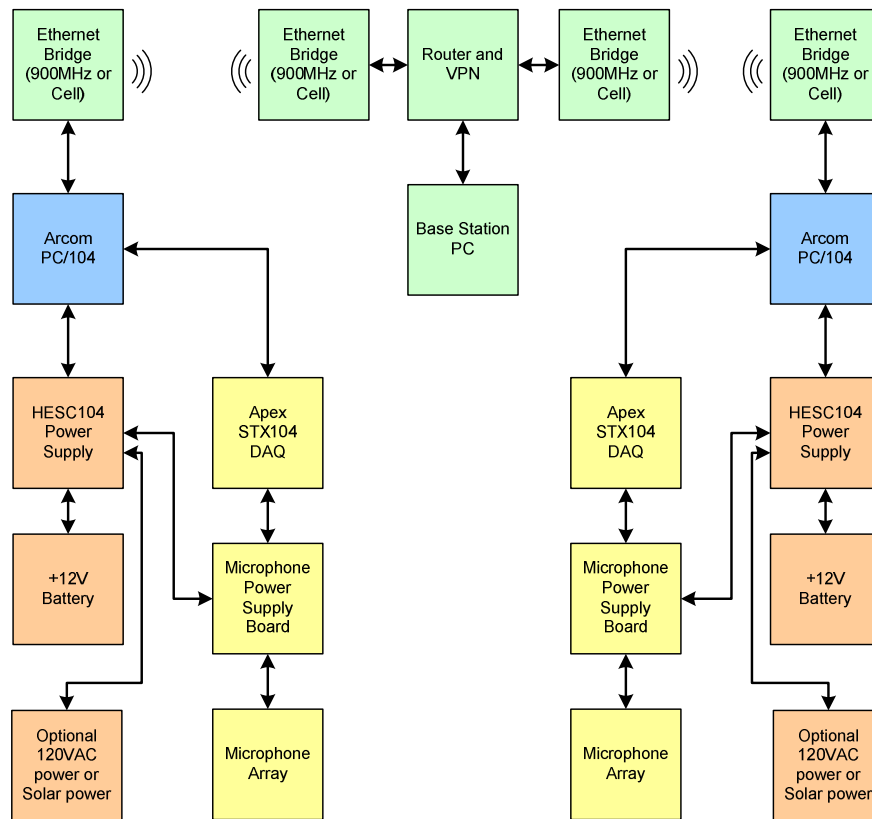 Ethernet
Bridge
(900MHz or
Cell)
Ethernet
Bridge
(900MHz or
Cell)
Router and
VPN
Ethernet
Bridge
(900MHz or
Cell)
Ethernet
Bridge
(900MHz or
Cell)
Arcom
PC/104
Base Station
PC
Arcom
PC/104
HESC104
Power
Supply
Apex
STX104
DAQ
Apex
STX104
DAQ
HESC104
Power
Supply
+12V
Battery
Microphone
Power
Supply
Board
Microphone
Power
Supply
Board
+12V
Battery
Optional
120VAC
power or
Solar power
Microphone
Array
Microphone
Array
Optional
120VAC
power or
Solar power